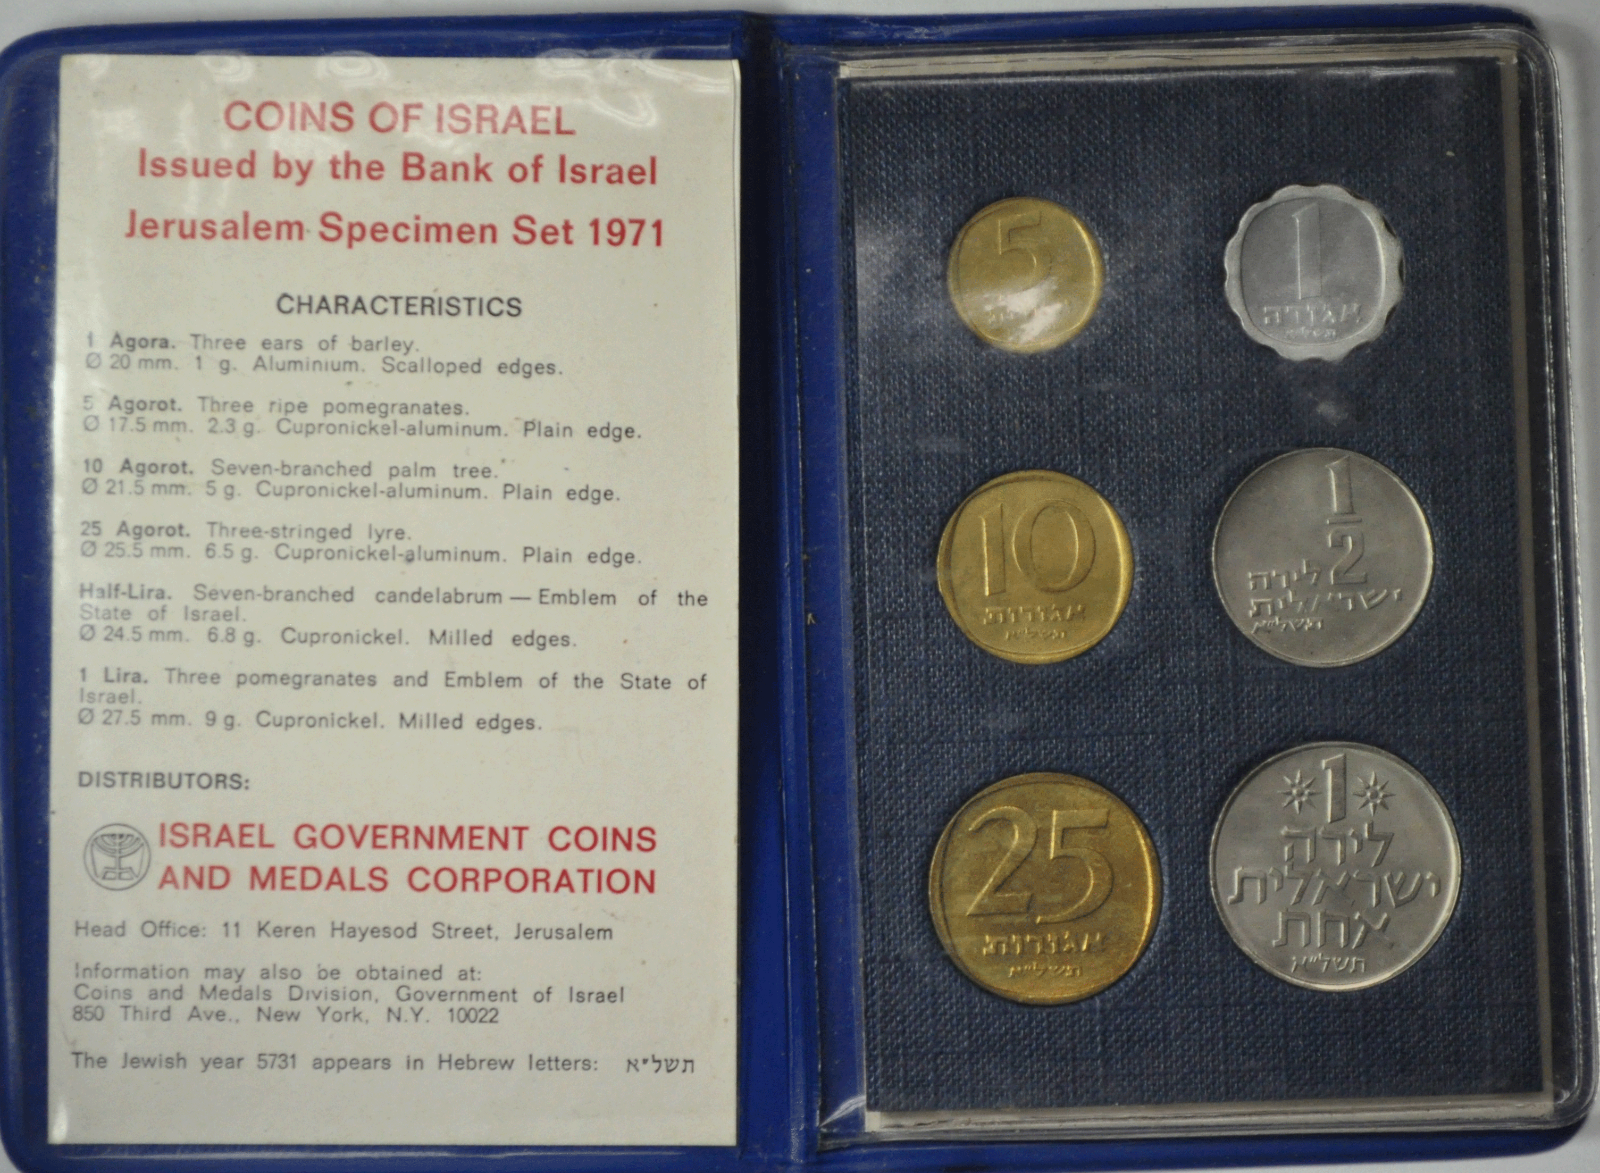 COINS OF ISRAEL
Issued by the Bank of Israel
Jerusalem Specimen Set 1971
CHARACTERISTICS
1 Agora. Three ears of barley.
Ø 20 mm. 1 g. Aluminium. Scalloped edges.
5 Agorot. Three ripe pomegranates.
Ø 17.5 mm. 2.3 g. Cupronickel-aluminum. Plain edge.
10 Agorot. Seven-branched palm tree.
Ø 21.5 mm. 5 g. Cupronickel-aluminum. Plain edge.
25 Agorot. Three-stringed lyre.
Ø 25.5 mm. 6.5 g. Cupronickel-aluminum. Plain edge.
Half-Lira. Seven-branched candelabrum — Emblem of the
State of Israel.
Ø 24.5 mm. 6.8 g. Cupronickel. Milled edges.
1 Lira. Three pomegranates and Emblem of the State of
Israel.
Ø 27.5 mm. 9 g. Cupronickel. Milled edges.
DISTRIBUTORS:
ISRAEL GOVERNMENT COINS
AND MEDALS CORPORATION
Head Office: 11 Keren Hayesod Street, Jerusalem
Information may also be obtained at:
Coins and Medals Division, Government of Israel
850 Third Ave., New York, N.Y. 10022
The Jewish year 5731 appears in Hebrew letters: תשל"א
5
1
אגורה
תשל"א
10
אגורות
תשל"א
1
2
לירה
ישראלית
תשל"א
25
אגורות
תשל"א
1
לירה
ישראלית
אחת
תשל"א